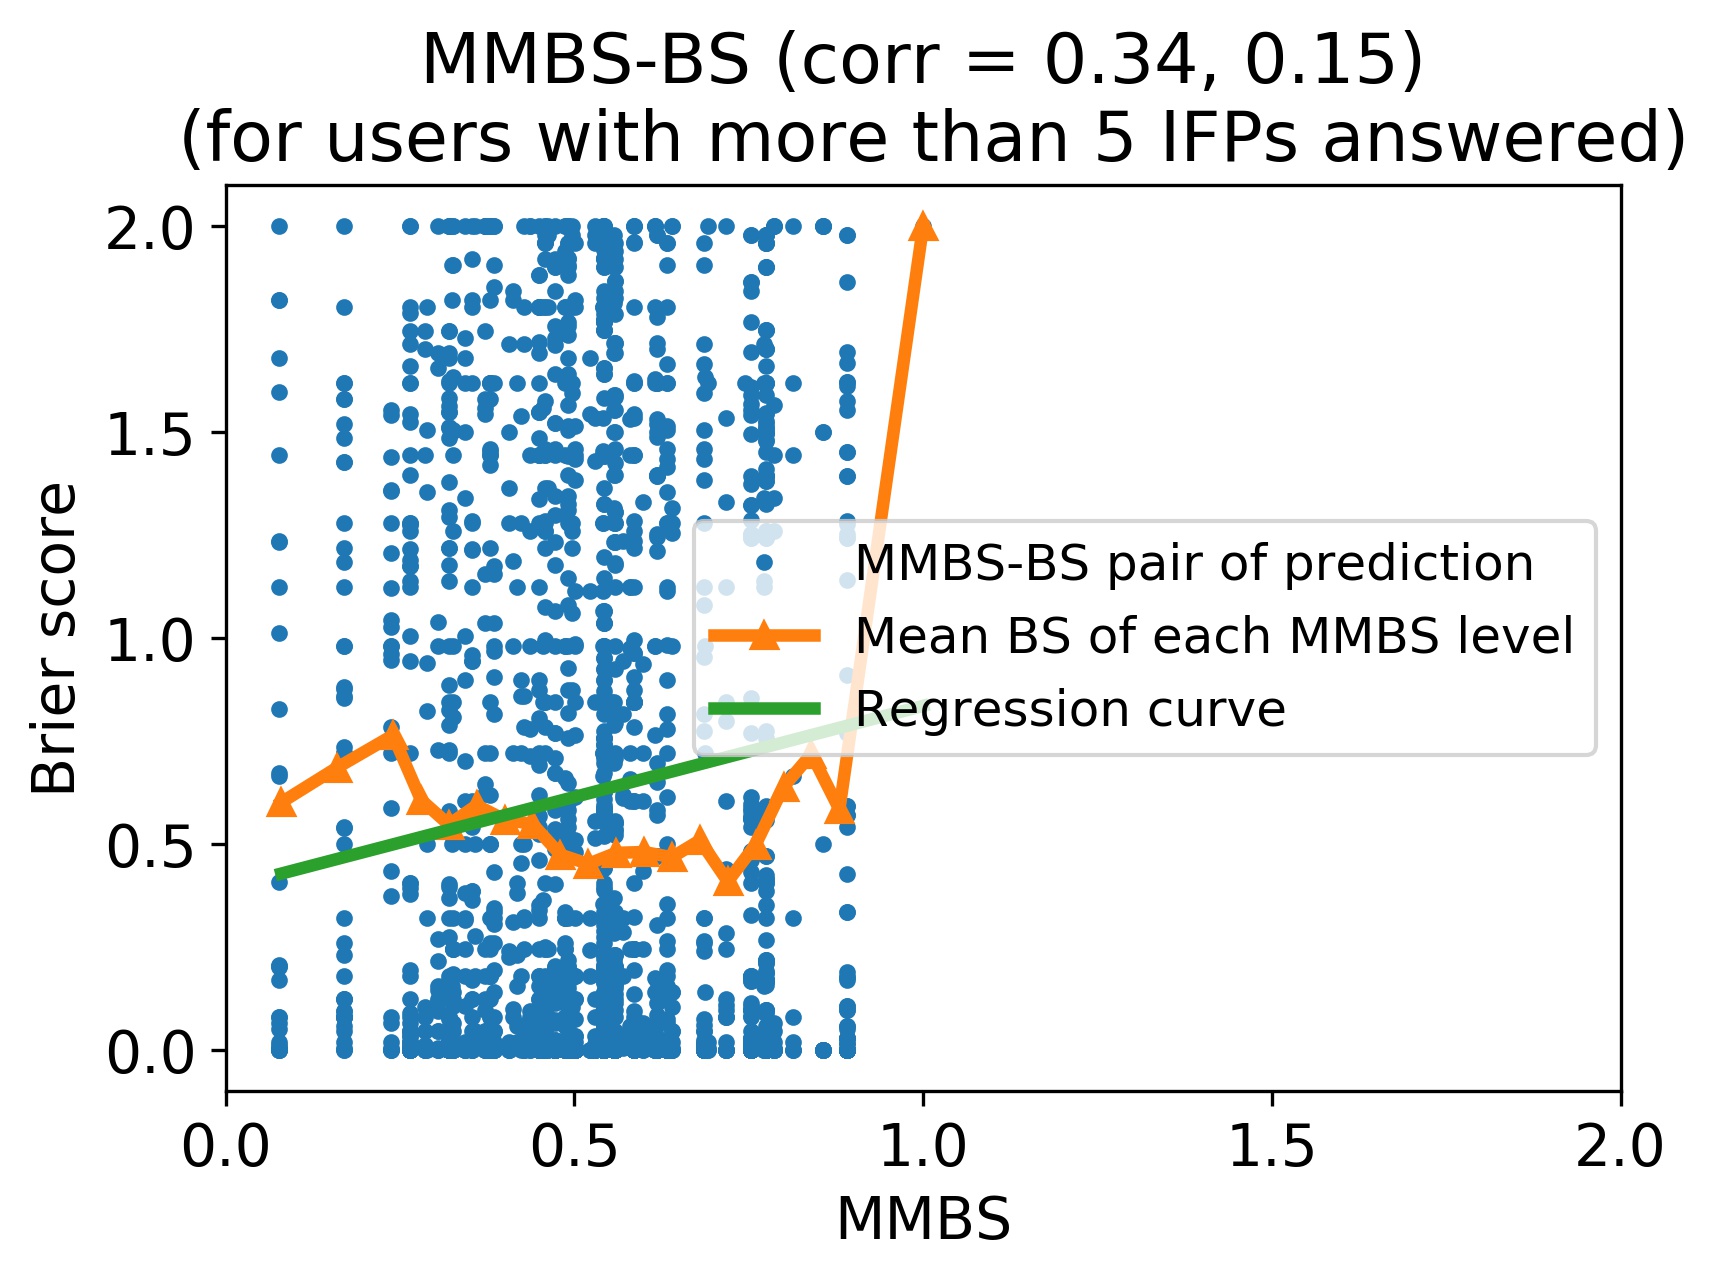 MMBS-BS (corr = 0.34, 0.15)
(for users with more than 5 IFPs answered)
2.0
1.5
1.0
0.5
0.0
Brier score
MMBS-BS pair of prediction
Mean BS of each MMBS level
Regression curve
0.0 0.5 1.0 1.5 2.0
MMBS